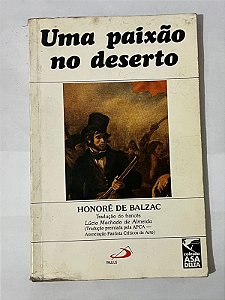 Uma paixão
no deserto
HONORÉ DE BALZAC
Tradução do francês
Lúcio Machado de Almeida
(Tradução premiada pela APCA —
Associação Paulista Críticos de Arte)
PAULUS
coleção
ASA
DELTA